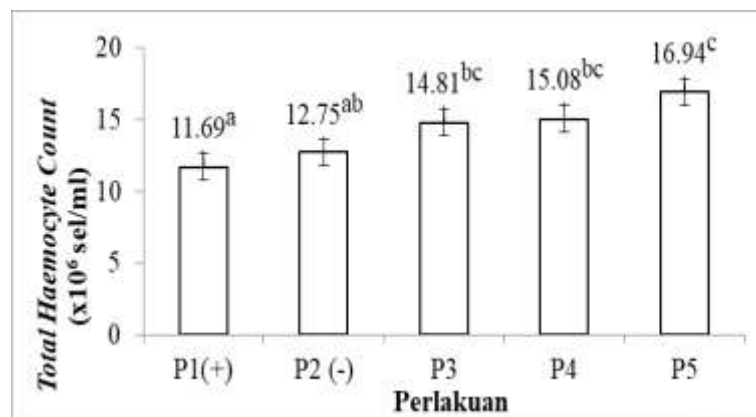 Total Haemocyte Count
(x10⁶ sel/ml)
20
15
10
5
0
11.69ᵃ
12.75ᵃᵇ
14.81ᵇᶜ
15.08ᵇᶜ
16.94ᶜ
P1(+)
P2 (-)
P3
P4
P5
Perlakuan